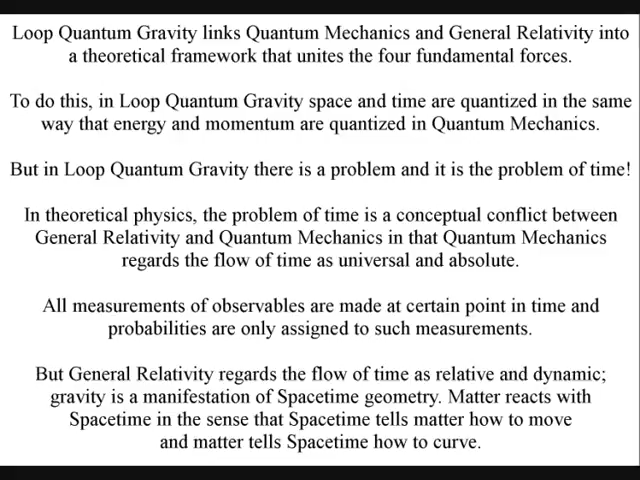 Loop Quantum Gravity links Quantum Mechanics and General Relativity into
a theoretical framework that unites the four fundamental forces.
To do this, in Loop Quantum Gravity space and time are quantized in the same
way that energy and momentum are quantized in Quantum Mechanics.
But in Loop Quantum Gravity there is a problem and it is the problem of time!
In theoretical physics, the problem of time is a conceptual conflict between
General Relativity and Quantum Mechanics in that Quantum Mechanics
regards the flow of time as universal and absolute.
All measurements of observables are made at certain point in time and
probabilities are only assigned to such measurements.
But General Relativity regards the flow of time as relative and dynamic;
gravity is a manifestation of Spacetime geometry. Matter reacts with
Spacetime in the sense that Spacetime tells matter how to move
and matter tells Spacetime how to curve.